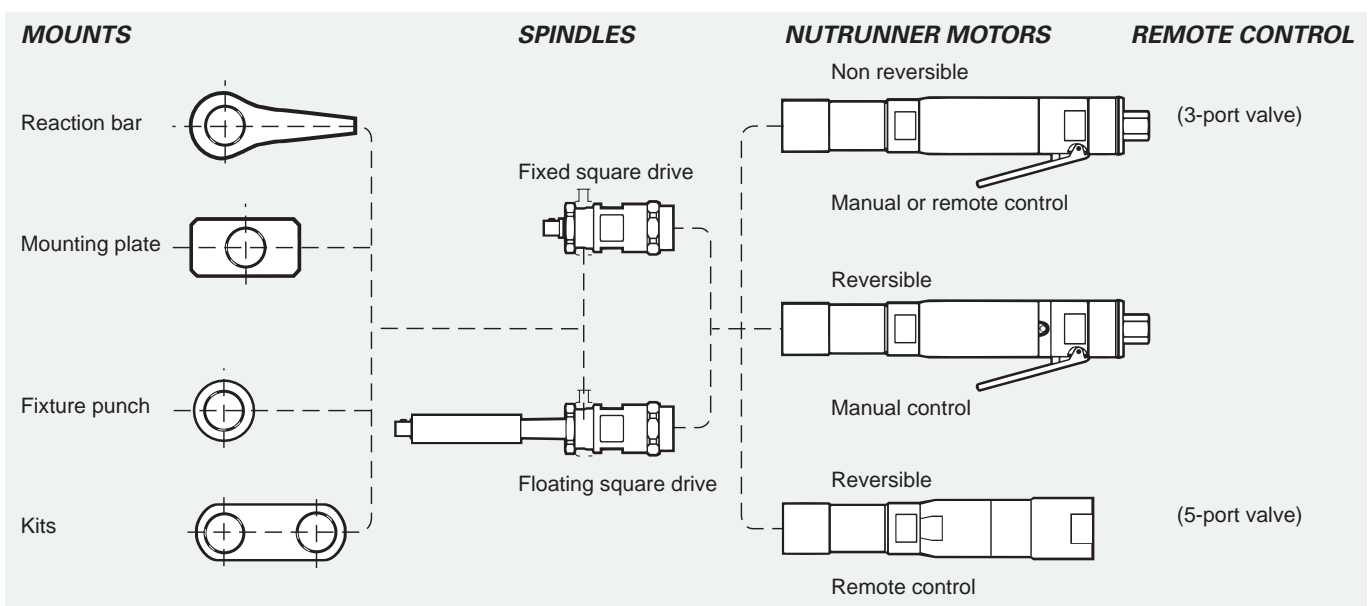 MOUNTS
SPINDLES
NUTRUNNER MOTORS
REMOTE CONTROL
Reaction bar
Mounting plate
Fixture punch
Kits
Fixed square drive
Floating square drive
Non reversible
Manual or remote control
Reversible
Manual control
Reversible
Remote control
(3-port valve)
(5-port valve)